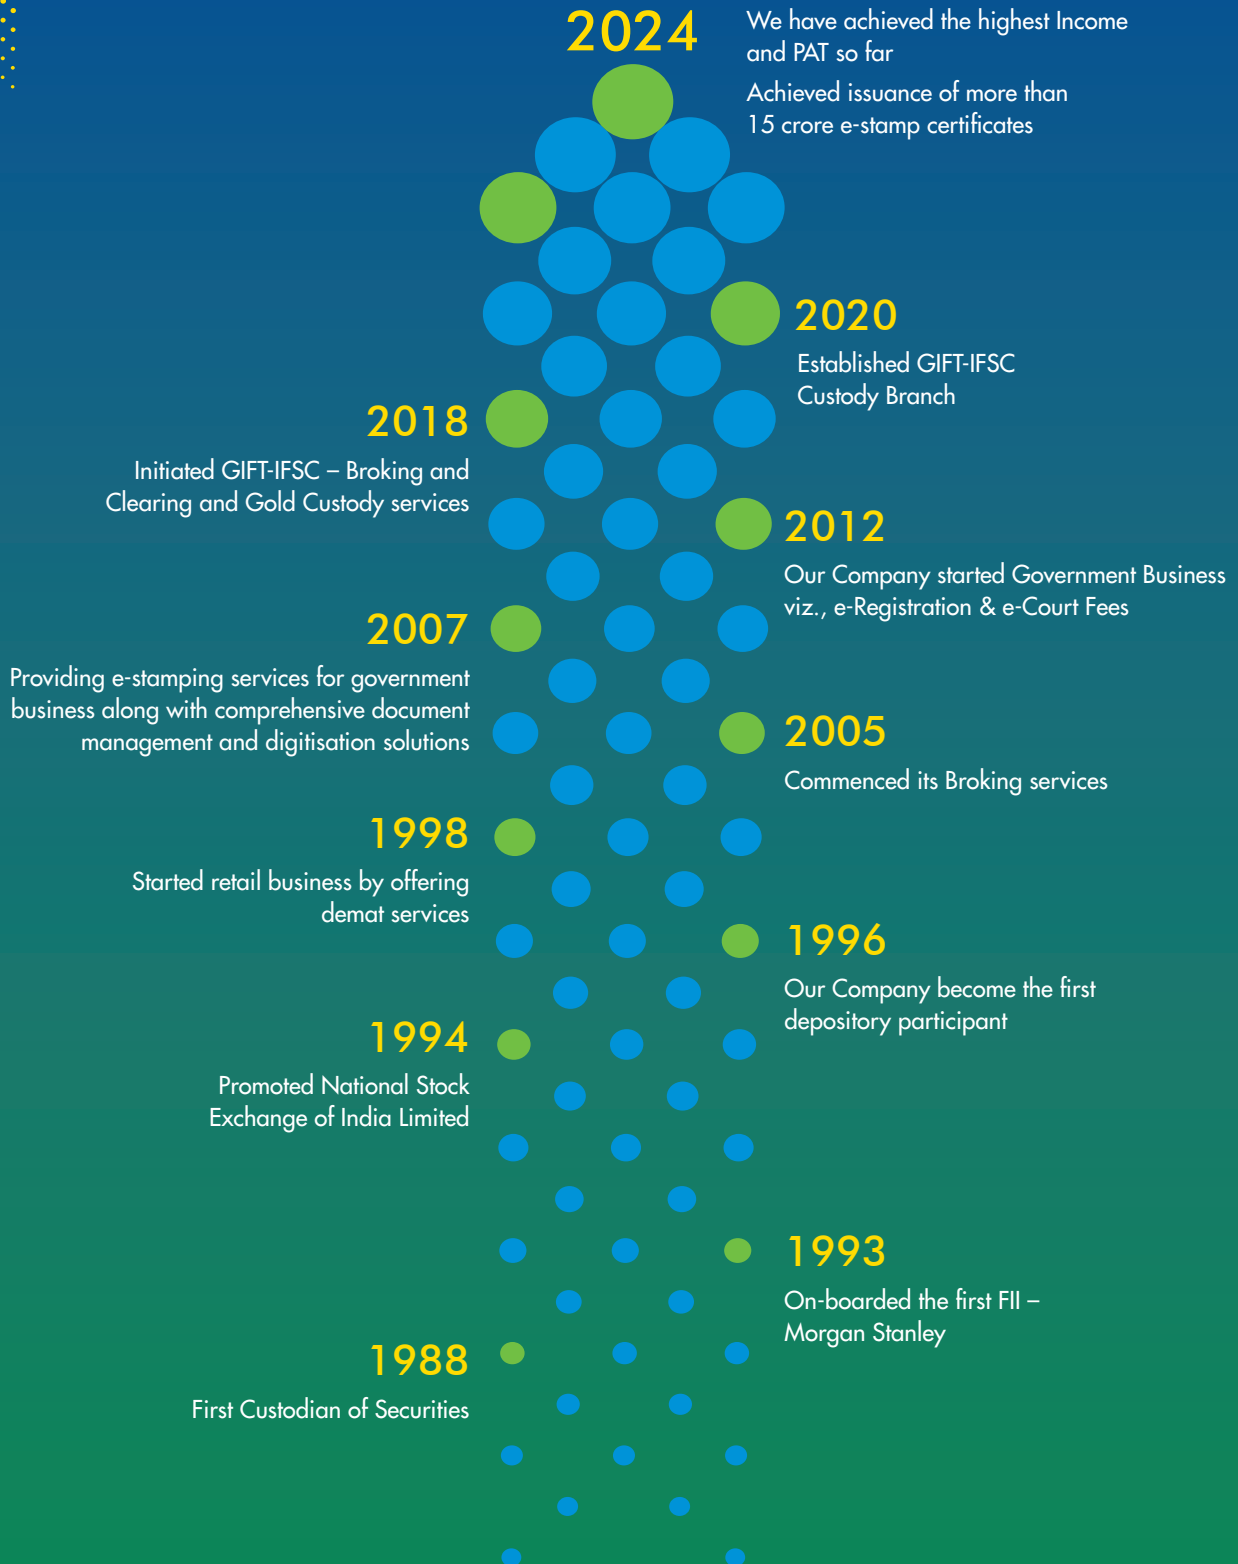 2024
We have achieved the highest Income
and PAT so far
Achieved issuance of more than
15 crore e-stamp certificates
2020
Established GIFT-IFSC
Custody Branch
2018
Initiated GIFT-IFSC – Broking and
Clearing and Gold Custody services
2012
Our Company started Government Business
viz., e-Registration & e-Court Fees
2007
Providing e-stamping services for government
business along with comprehensive document
management and digitisation solutions
2005
Commenced its Broking services
1998
Started retail business by offering
demat services
1996
Our Company become the first
depository participant
1994
Promoted National Stock
Exchange of India Limited
1993
On-boarded the first FII –
Morgan Stanley
1988
First Custodian of Securities